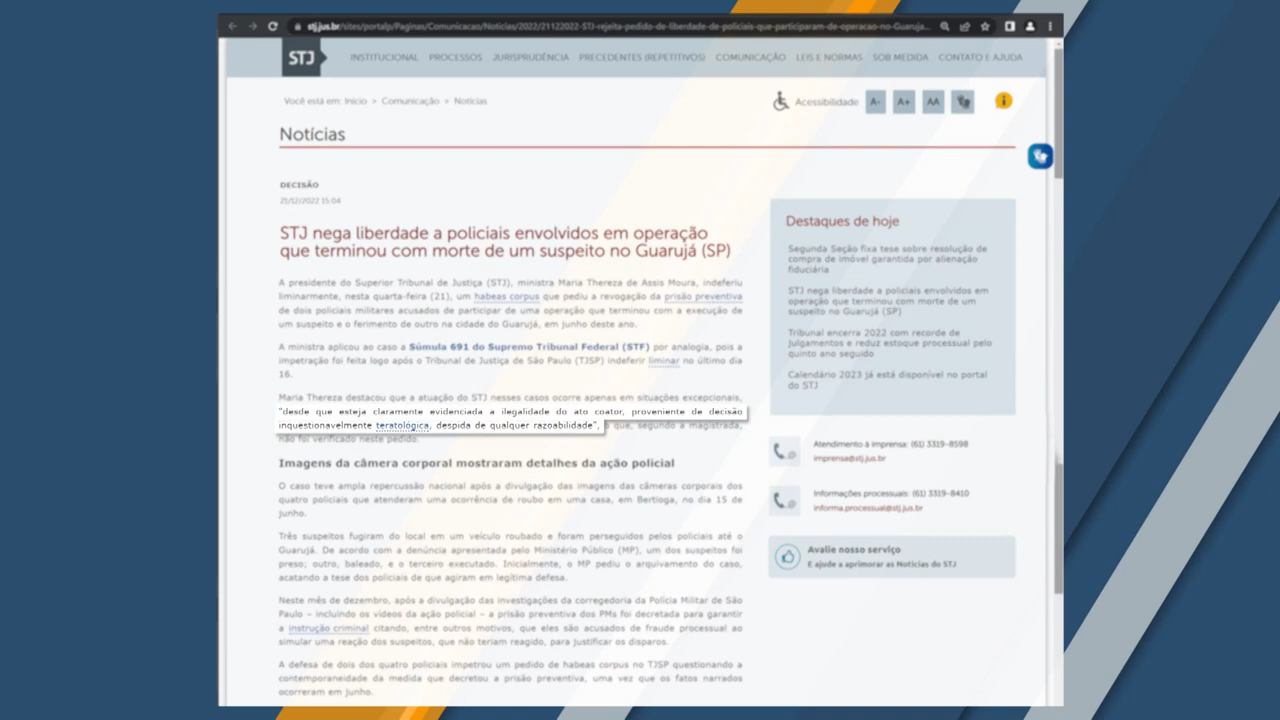 stj.jus.br/sites/portalp/Paginas/Comunicacao/Noticias/2022/21122022-STJ-rejeita-pedido-de-liberdade-de-policiais-que-participaram-de-operacao-no-Guaruja...
STJ
INSTITUCIONAL PROCESSOS JURISPRUDÊNCIA PRECEDENTES (REPETITIVOS) COMUNICAÇÃO LEIS E NORMAS SOB MEDIDA CONTATO E AJUDA
Você está em: Início > Comunicação > Notícias
Acessibilidade A- A+ AA
Notícias
DECISÃO
21/12/2022 15:04
STJ nega liberdade a policiais envolvidos em operação
que terminou com morte de um suspeito no Guarujá (SP)
A presidente do Superior Tribunal de Justiça (STJ), ministra Maria Thereza de Assis Moura, indeferiu
liminarmente, nesta quarta-feira (21), um habeas corpus que pediu a revogação da prisão preventiva
de dois policiais militares acusados de participar de uma operação que terminou com a execução de
um suspeito e o ferimento de outro na cidade do Guarujá, em junho deste ano.
A ministra aplicou ao caso a Súmula 691 do Supremo Tribunal Federal (STF) por analogia, pois a
impetração foi feita logo após o Tribunal de Justiça de São Paulo (TJSP) indeferir liminar no último dia
16.
Maria Thereza destacou que a atuação do STJ nesses casos ocorre apenas em situações excepcionais,
"desde que esteja claramente evidenciada a ilegalidade do ato coator, proveniente de decisão
inquestionavelmente teratológica, despida de qualquer razoabilidade", o que, segundo a magistrada,
não foi verificado neste pedido.
Imagens da câmera corporal mostraram detalhes da ação policial
O caso teve ampla repercussão nacional após a divulgação das imagens das câmeras corporais dos
quatro policiais que atenderam uma ocorrência de roubo em uma casa, em Bertioga, no dia 15 de
junho.
Três suspeitos fugiram do local em um veículo roubado e foram perseguidos pelos policiais até o
Guarujá. De acordo com a denúncia apresentada pelo Ministério Público (MP), um dos suspeitos foi
preso; outro, baleado, e o terceiro executado. Inicialmente, o MP pediu o arquivamento do caso,
acatando a tese dos policiais de que agiram em legítima defesa.
Neste mês de dezembro, após a divulgação das investigações da corregedoria da Polícia Militar de São
Paulo – incluindo os vídeos da ação policial – a prisão preventiva dos PMs foi decretada para garantir
a instrução criminal citando, entre outros motivos, que eles são acusados de fraude processual ao
simular uma reação dos suspeitos, que não teriam reagido, para justificar os disparos.
A defesa de dois dos quatro policiais impetrou um pedido de habeas corpus no TJSP questionando a
contemporaneidade da medida que decretou a prisão preventiva, uma vez que os fatos narrados
ocorreram em junho.
Destaques de hoje
Segunda Seção fixa tese sobre resolução de
compra de imóvel garantida por alienação
fiduciária
STJ nega liberdade a policiais envolvidos em
operação que terminou com morte de um
suspeito no Guarujá (SP)
Tribunal encerra 2022 com recorde de
julgamentos e reduz estoque processual pelo
quinto ano seguido
Calendário 2023 já está disponível no portal
do STJ
Atendimento à imprensa: (61) 3319-8598
imprensa@stj.jus.br
Informações processuais: (61) 3319-8410
informa.processual@stj.jus.br
Avalie nosso serviço
E ajude a aprimorar as Notícias do STJ